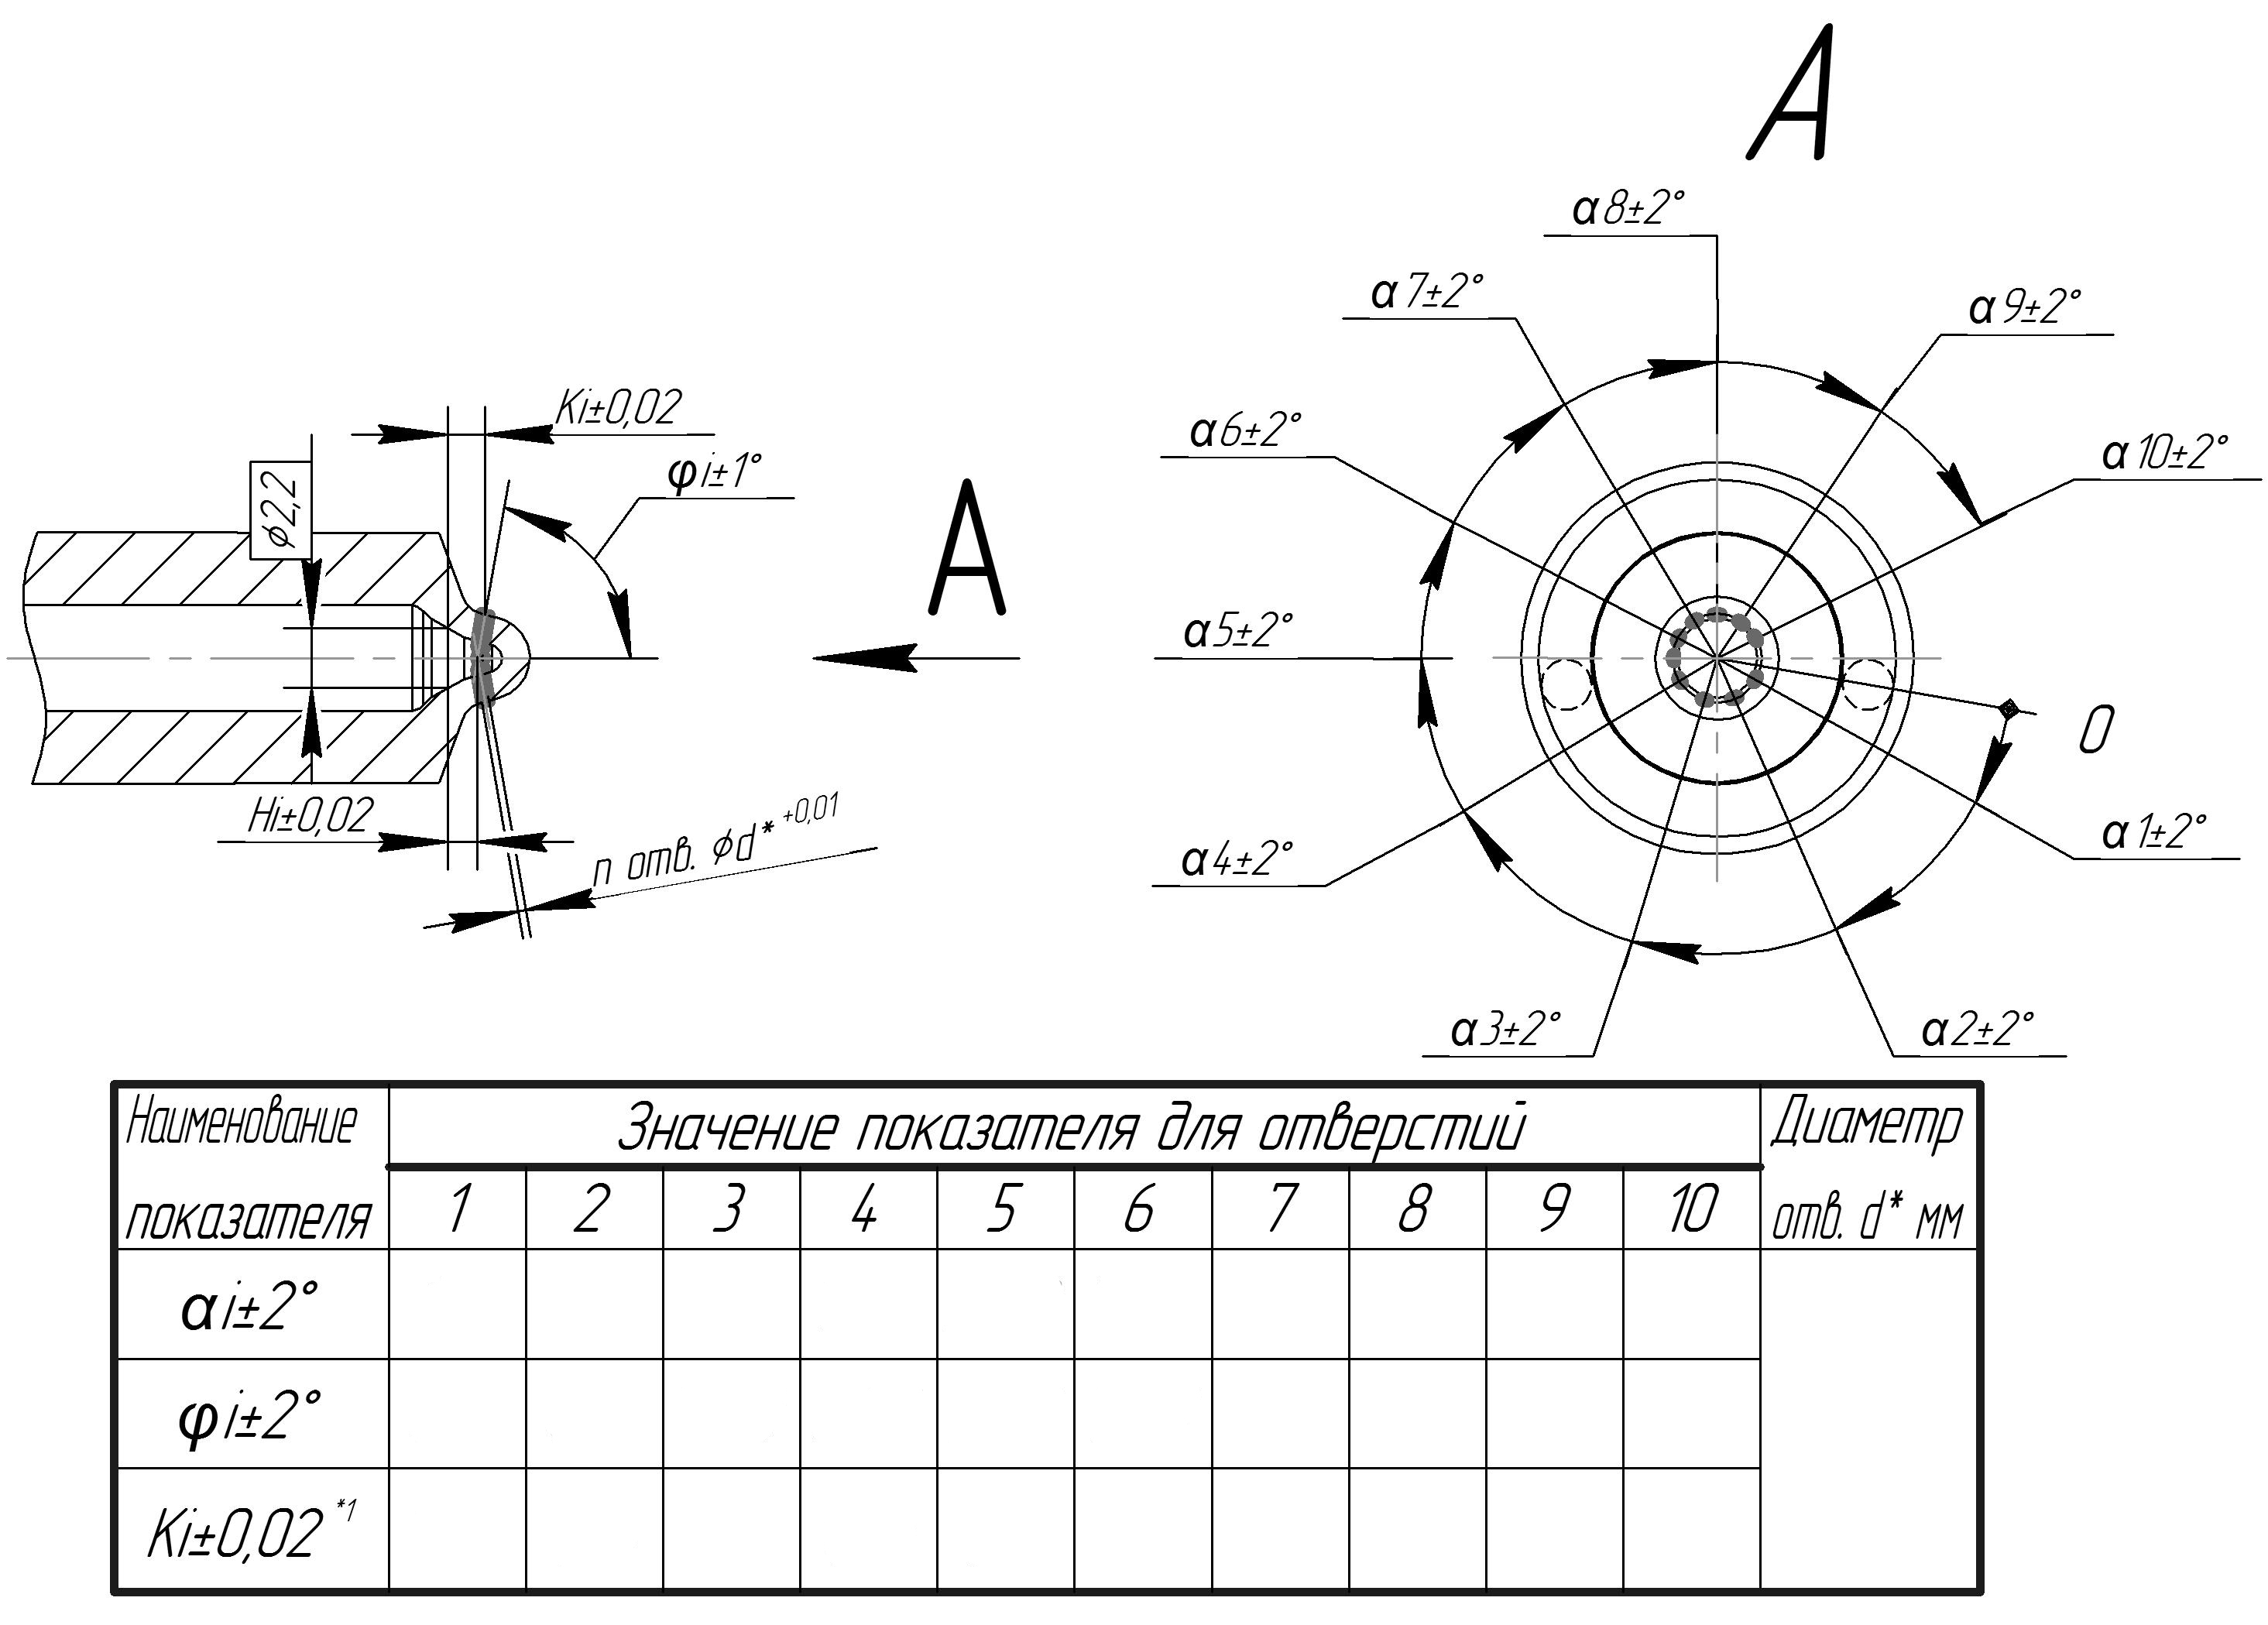 A
α8±2°
α7±2°
α9±2°
Ki±0,02
α6±2°
α10±2°
φi±1°
⌀2,2
A
α5±2°
O
Hi±0,02
n отв. ⌀d* +0,01
α4±2°
α1±2°
α3±2°
α2±2°
Наименование показателя
Значение показателя для отверстий
Диаметр отв. d* мм
1 2 3 4 5 6 7 8 9 10
αi±2°
φi±2°
Ki±0,02 *1